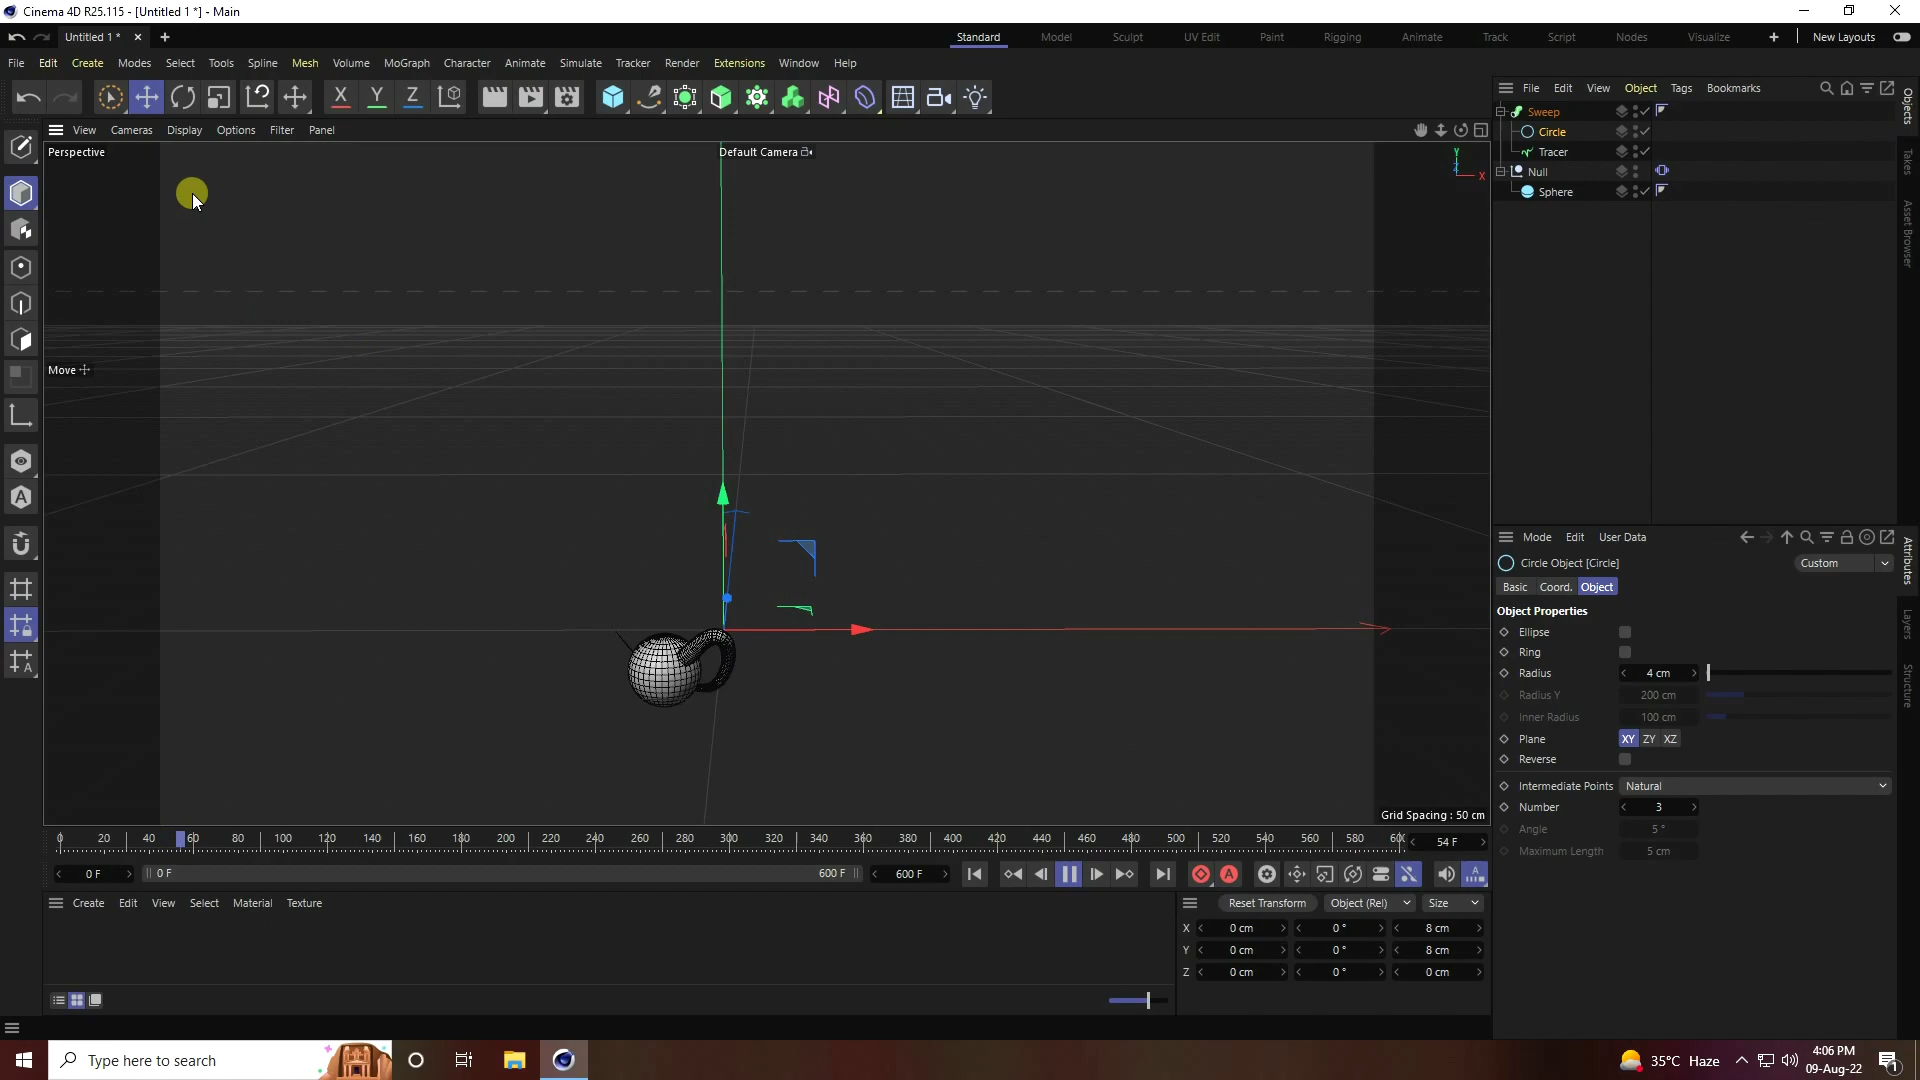 Cinema 4D R25.115 - [Untitled 1 *] - Main
Untitled 1 *
Standard Model Sculpt UV Edit Paint Rigging Animate Track Script Nodes Visualize New Layouts
File Edit Create Modes Select Tools Spline Mesh Volume MoGraph Character Animate Simulate Tracker Render Extensions Window Help
X Y Z
File Edit View Object Tags Bookmarks
View Cameras Display Options Filter Panel
Perspective
Default Camera
Y
Z
X
Sweep
Circle
Tracer
Null
Sphere
Objects
Takes
Asset Browser
Move
Grid Spacing : 50 cm
Mode Edit User Data
Circle Object [Circle]
Custom
Basic Coord. Object
Object Properties
Ellipse
Ring
Radius 4 cm
Radius Y 200 cm
Inner Radius 100 cm
Plane XY ZY XZ
Reverse
Intermediate Points Natural
Number 3
Angle 5 °
Maximum Length 5 cm
Attributes
Layers
Structure
0 20 40 60 80 100 120 140 160 180 200 220 240 260 280 300 320 340 360 380 400 420 440 460 480 500 520 540 560 580 54 F
0 F 0 F 600 F 600 F
Create Edit View Select Material Texture
Reset Transform Object (Rel) Size
X 0 cm 0 ° 8 cm
Y 0 cm 0 ° 8 cm
Z 0 cm 0 ° 0 cm
Type here to search
35°C Haze
4:06 PM
09-Aug-22
1